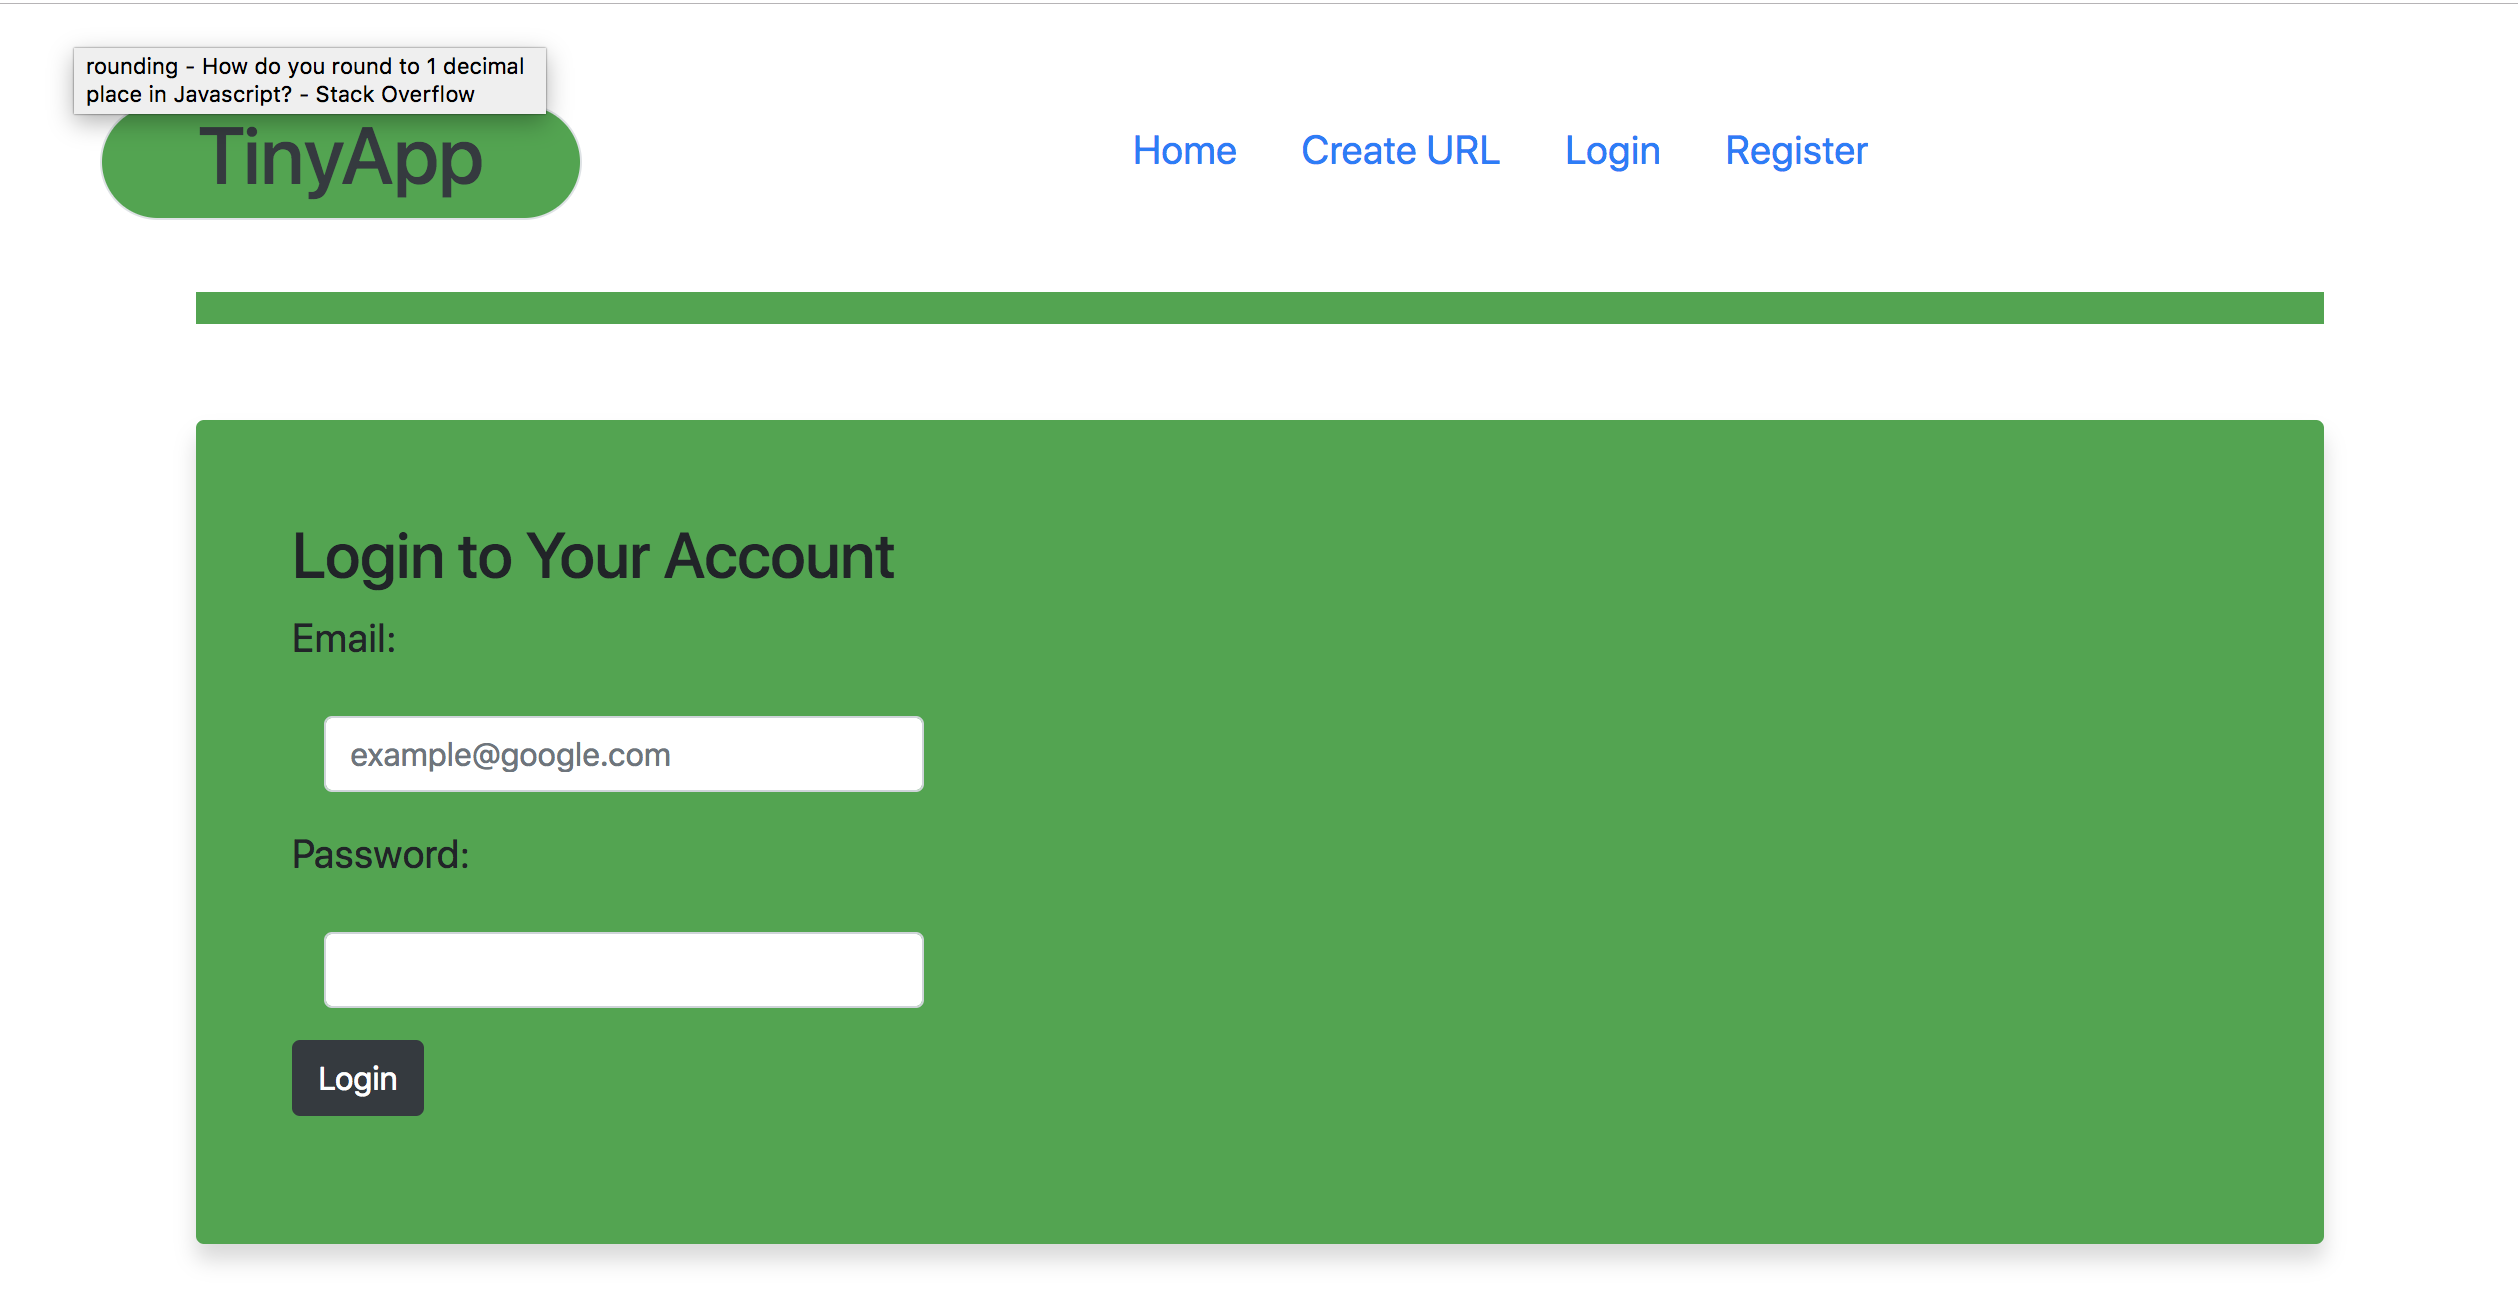 rounding - How do you round to 1 decimal
place in Javascript? - Stack Overflow
TinyApp
Home Create URL Login Register
Login to Your Account
Email:
example@google.com
Password:
Login